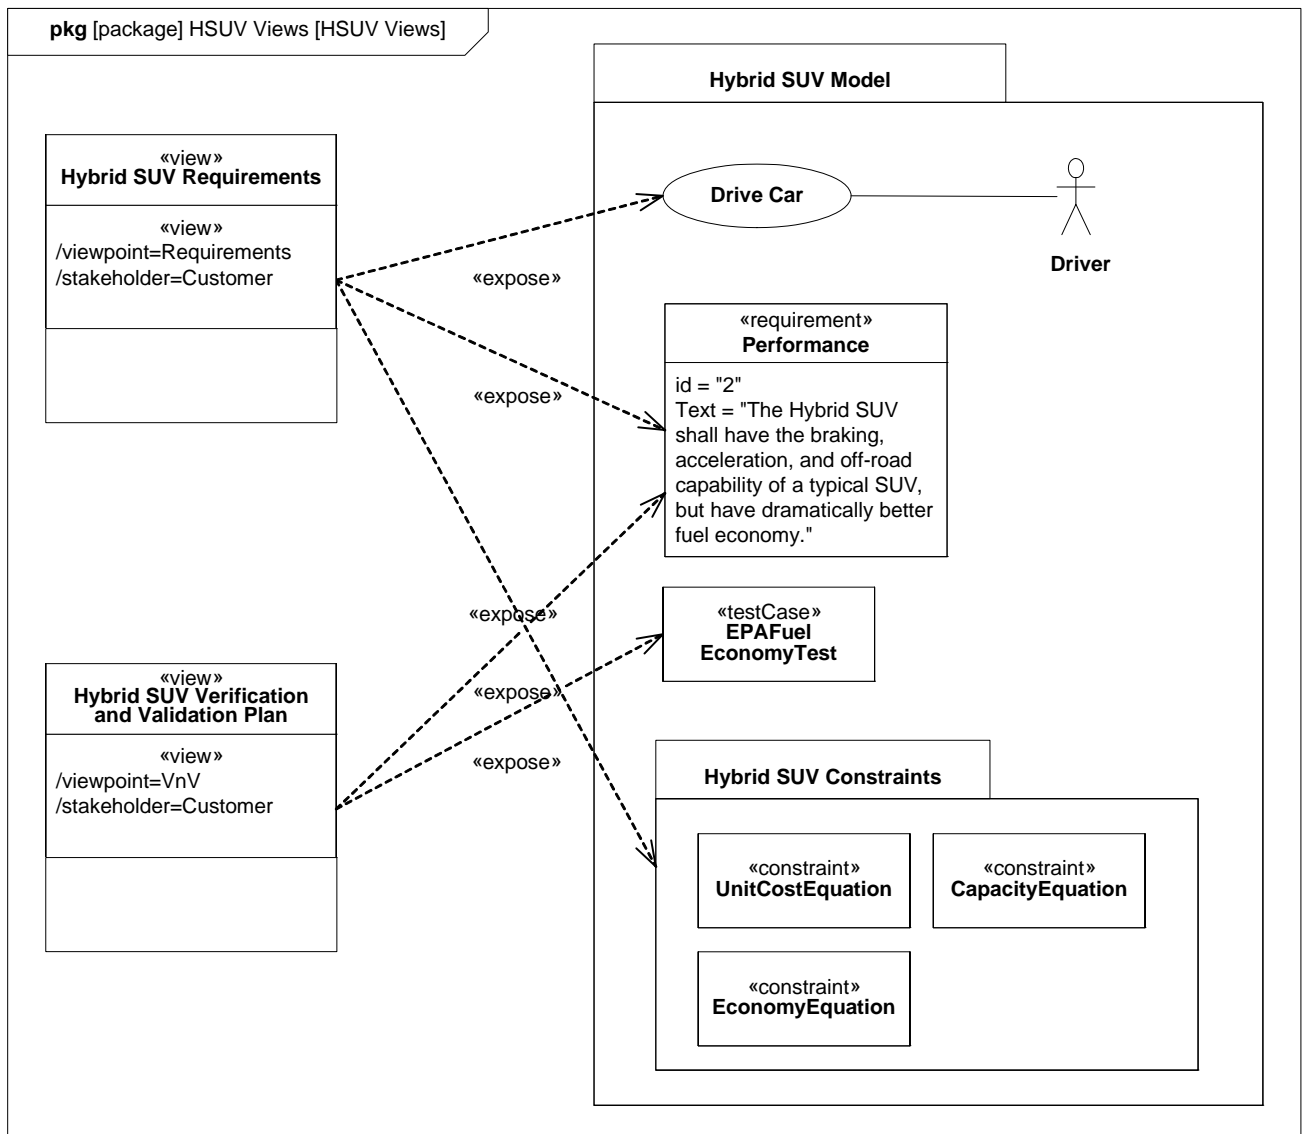 pkg [package] HSUV Views [HSUV Views]
Hybrid SUV Model
«view»
Hybrid SUV Requirements
«view»
/viewpoint=Requirements
/stakeholder=Customer
Drive Car
Driver
«expose»
«expose»
«requirement»
Performance
id = "2"
Text = "The Hybrid SUV
shall have the braking,
acceleration, and off-road
capability of a typical SUV,
but have dramatically better
fuel economy."
«expose»
«testCase»
EPAFuel
EconomyTest
«view»
Hybrid SUV Verification
and Validation Plan
«view»
/viewpoint=VnV
/stakeholder=Customer
«expose»
«expose»
Hybrid SUV Constraints
«constraint»
UnitCostEquation
«constraint»
CapacityEquation
«constraint»
EconomyEquation